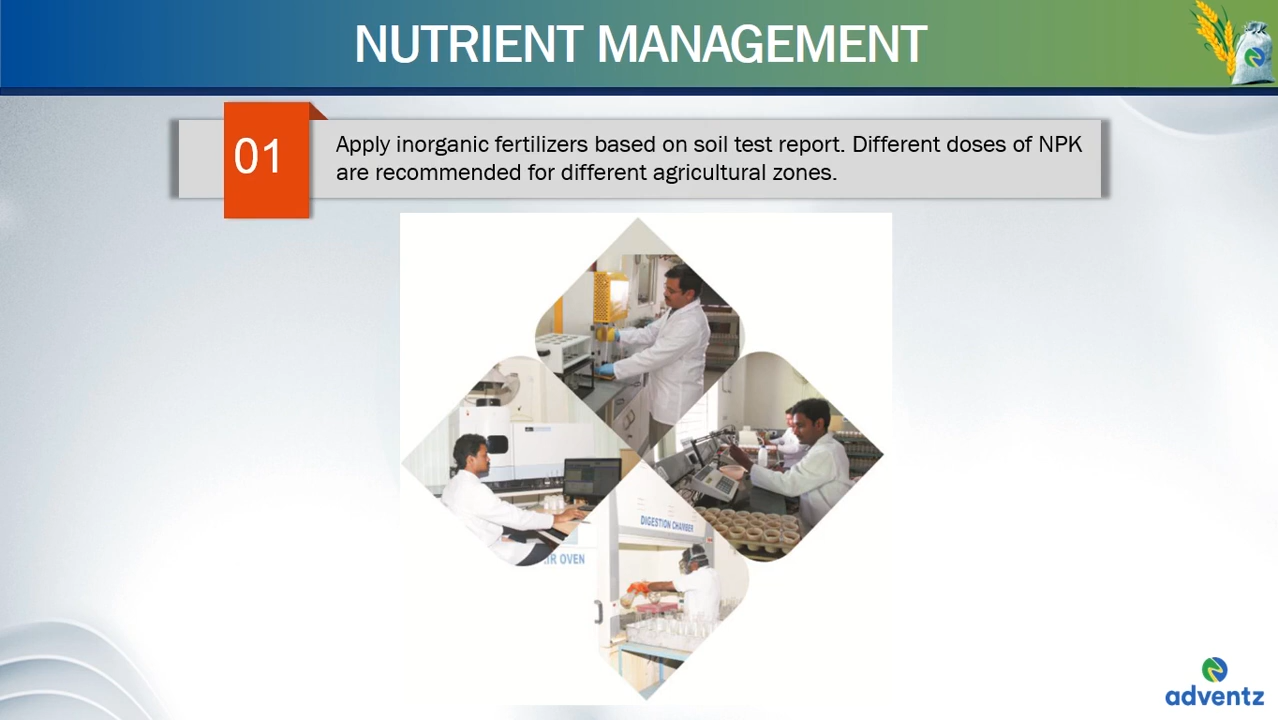 NUTRIENT MANAGEMENT
01
Apply inorganic fertilizers based on soil test report. Different doses of NPK
are recommended for different agricultural zones.
DIGESTION CHAMBER
OVEN
adventz